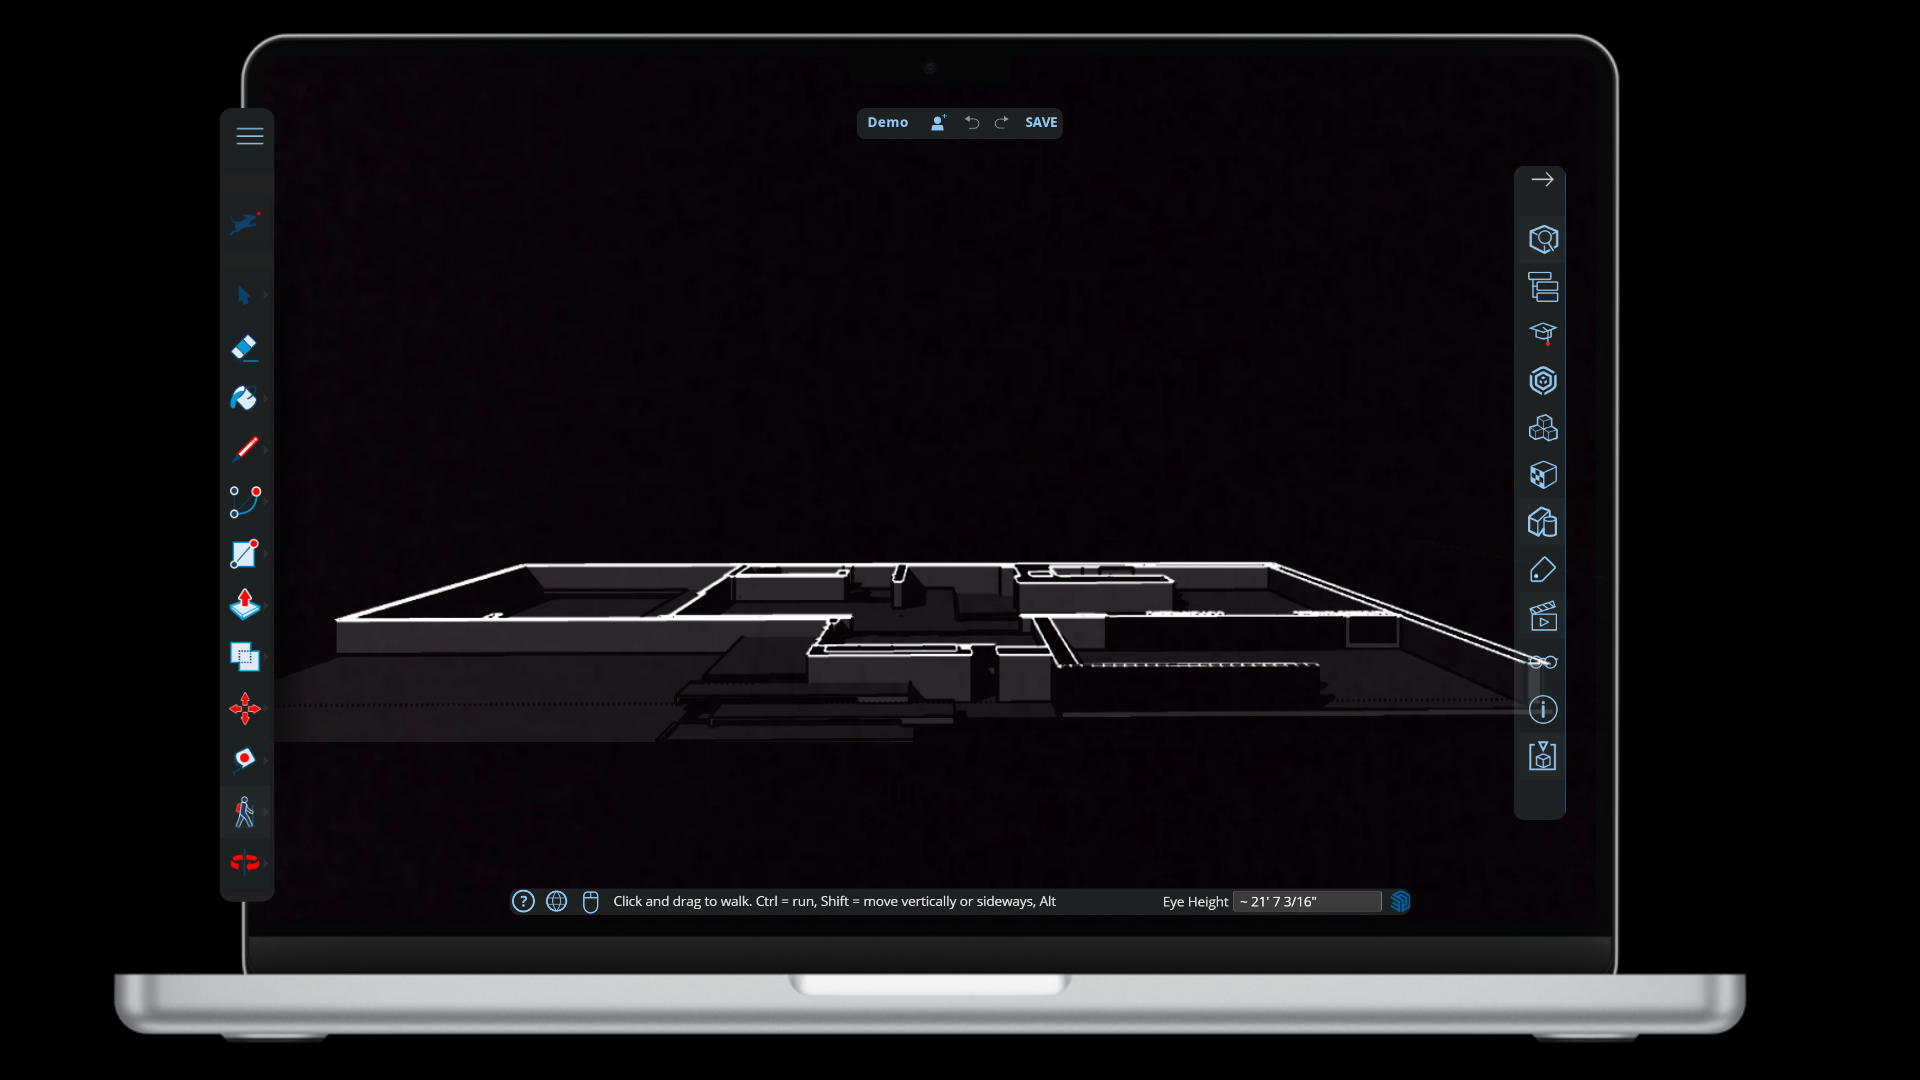 Demo
SAVE
? Click and drag to walk. Ctrl = run, Shift = move vertically or sideways, Alt
Eye Height ~ 21' 7 3/16"
i